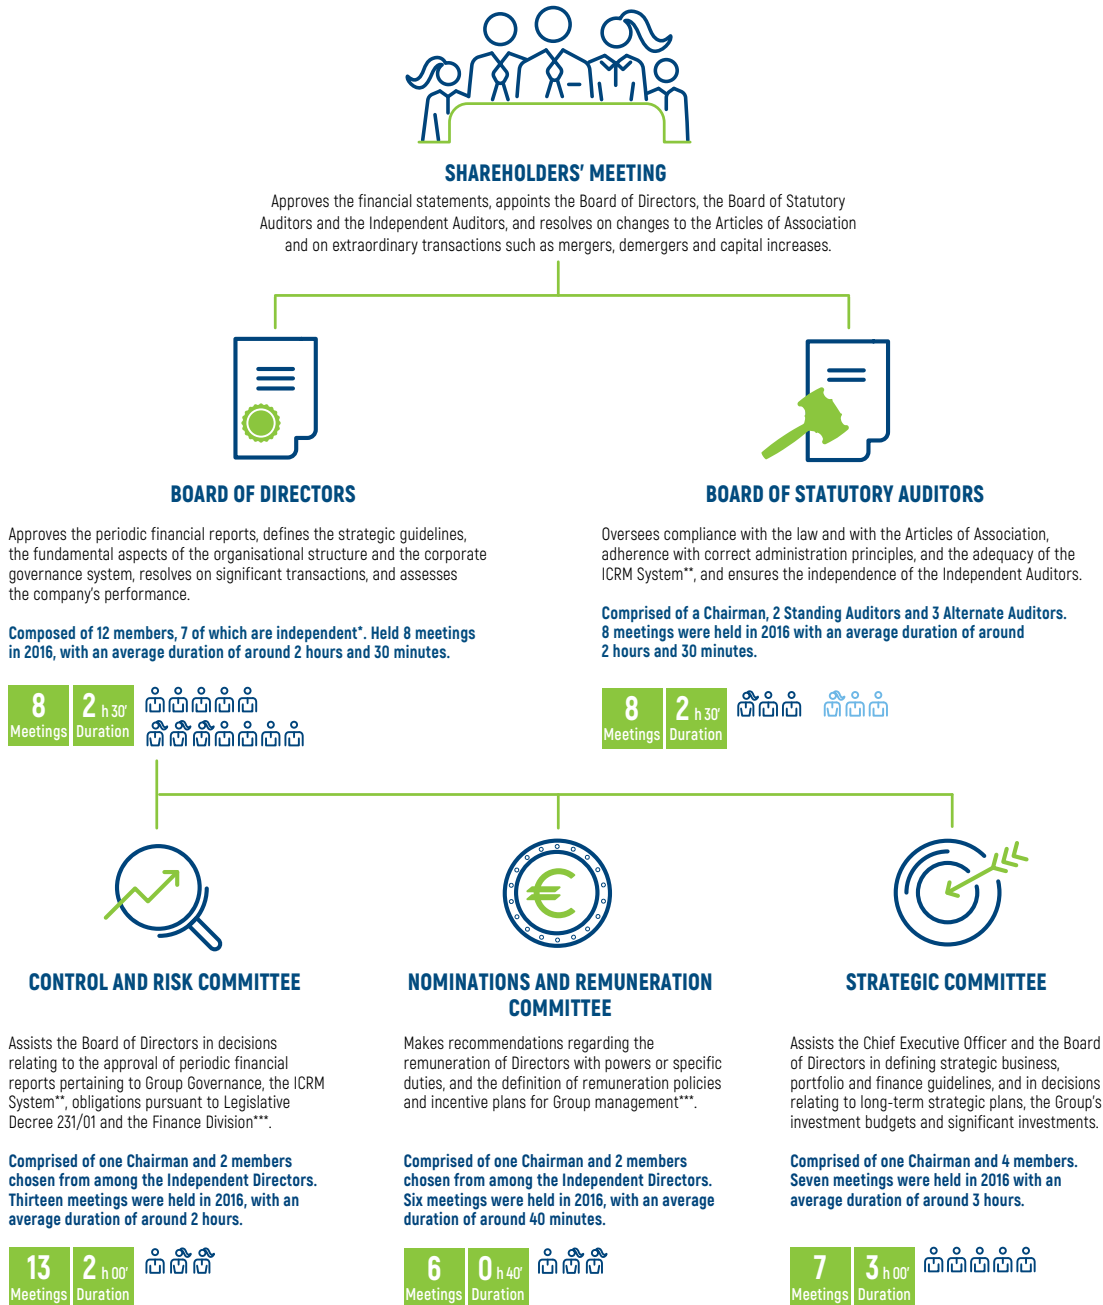 SHAREHOLDERS' MEETING
Approves the financial statements, appoints the Board of Directors, the Board of Statutory
Auditors and the Independent Auditors, and resolves on changes to the Articles of Association
and on extraordinary transactions such as mergers, demergers and capital increases.
BOARD OF DIRECTORS
Approves the periodic financial reports, defines the strategic guidelines,
the fundamental aspects of the organisational structure and the corporate
governance system, resolves on significant transactions, and assesses
the company's performance.
Composed of 12 members, 7 of which are independent*. Held 8 meetings
in 2016, with an average duration of around 2 hours and 30 minutes.
8 Meetings
2 h 30' Duration
BOARD OF STATUTORY AUDITORS
Oversees compliance with the law and with the Articles of Association,
adherence with correct administration principles, and the adequacy of the
ICRM System**, and ensures the independence of the Independent Auditors.
Comprised of a Chairman, 2 Standing Auditors and 3 Alternate Auditors.
8 meetings were held in 2016 with an average duration of around
2 hours and 30 minutes.
8 Meetings
2 h 30' Duration
€
CONTROL AND RISK COMMITTEE
Assists the Board of Directors in decisions
relating to the approval of periodic financial
reports pertaining to Group Governance, the ICRM
System**, obligations pursuant to Legislative
Decree 231/01 and the Finance Division***.
Comprised of one Chairman and 2 members
chosen from among the Independent Directors.
Thirteen meetings were held in 2016, with an
average duration of around 2 hours.
13 Meetings
2 h 00' Duration
NOMINATIONS AND REMUNERATION
COMMITTEE
Makes recommendations regarding the
remuneration of Directors with powers or specific
duties, and the definition of remuneration policies
and incentive plans for Group management***.
Comprised of one Chairman and 2 members
chosen from among the Independent Directors.
Six meetings were held in 2016, with an average
duration of around 40 minutes.
6 Meetings
0 h 40' Duration
STRATEGIC COMMITTEE
Assists the Chief Executive Officer and the Board
of Directors in defining strategic business,
portfolio and finance guidelines, and in decisions
relating to long-term strategic plans, the Group's
investment budgets and significant investments.
Comprised of one Chairman and 4 members.
Seven meetings were held in 2016 with an
average duration of around 3 hours.
7 Meetings
3 h 00' Duration